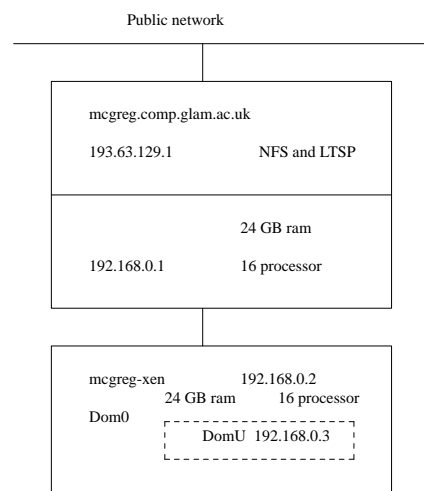 Public network
mcgreg.comp.glam.ac.uk
193.63.129.1 NFS and LTSP
24 GB ram
192.168.0.1 16 processor
mcgreg-xen 192.168.0.2
24 GB ram 16 processor
Dom0
DomU 192.168.0.3